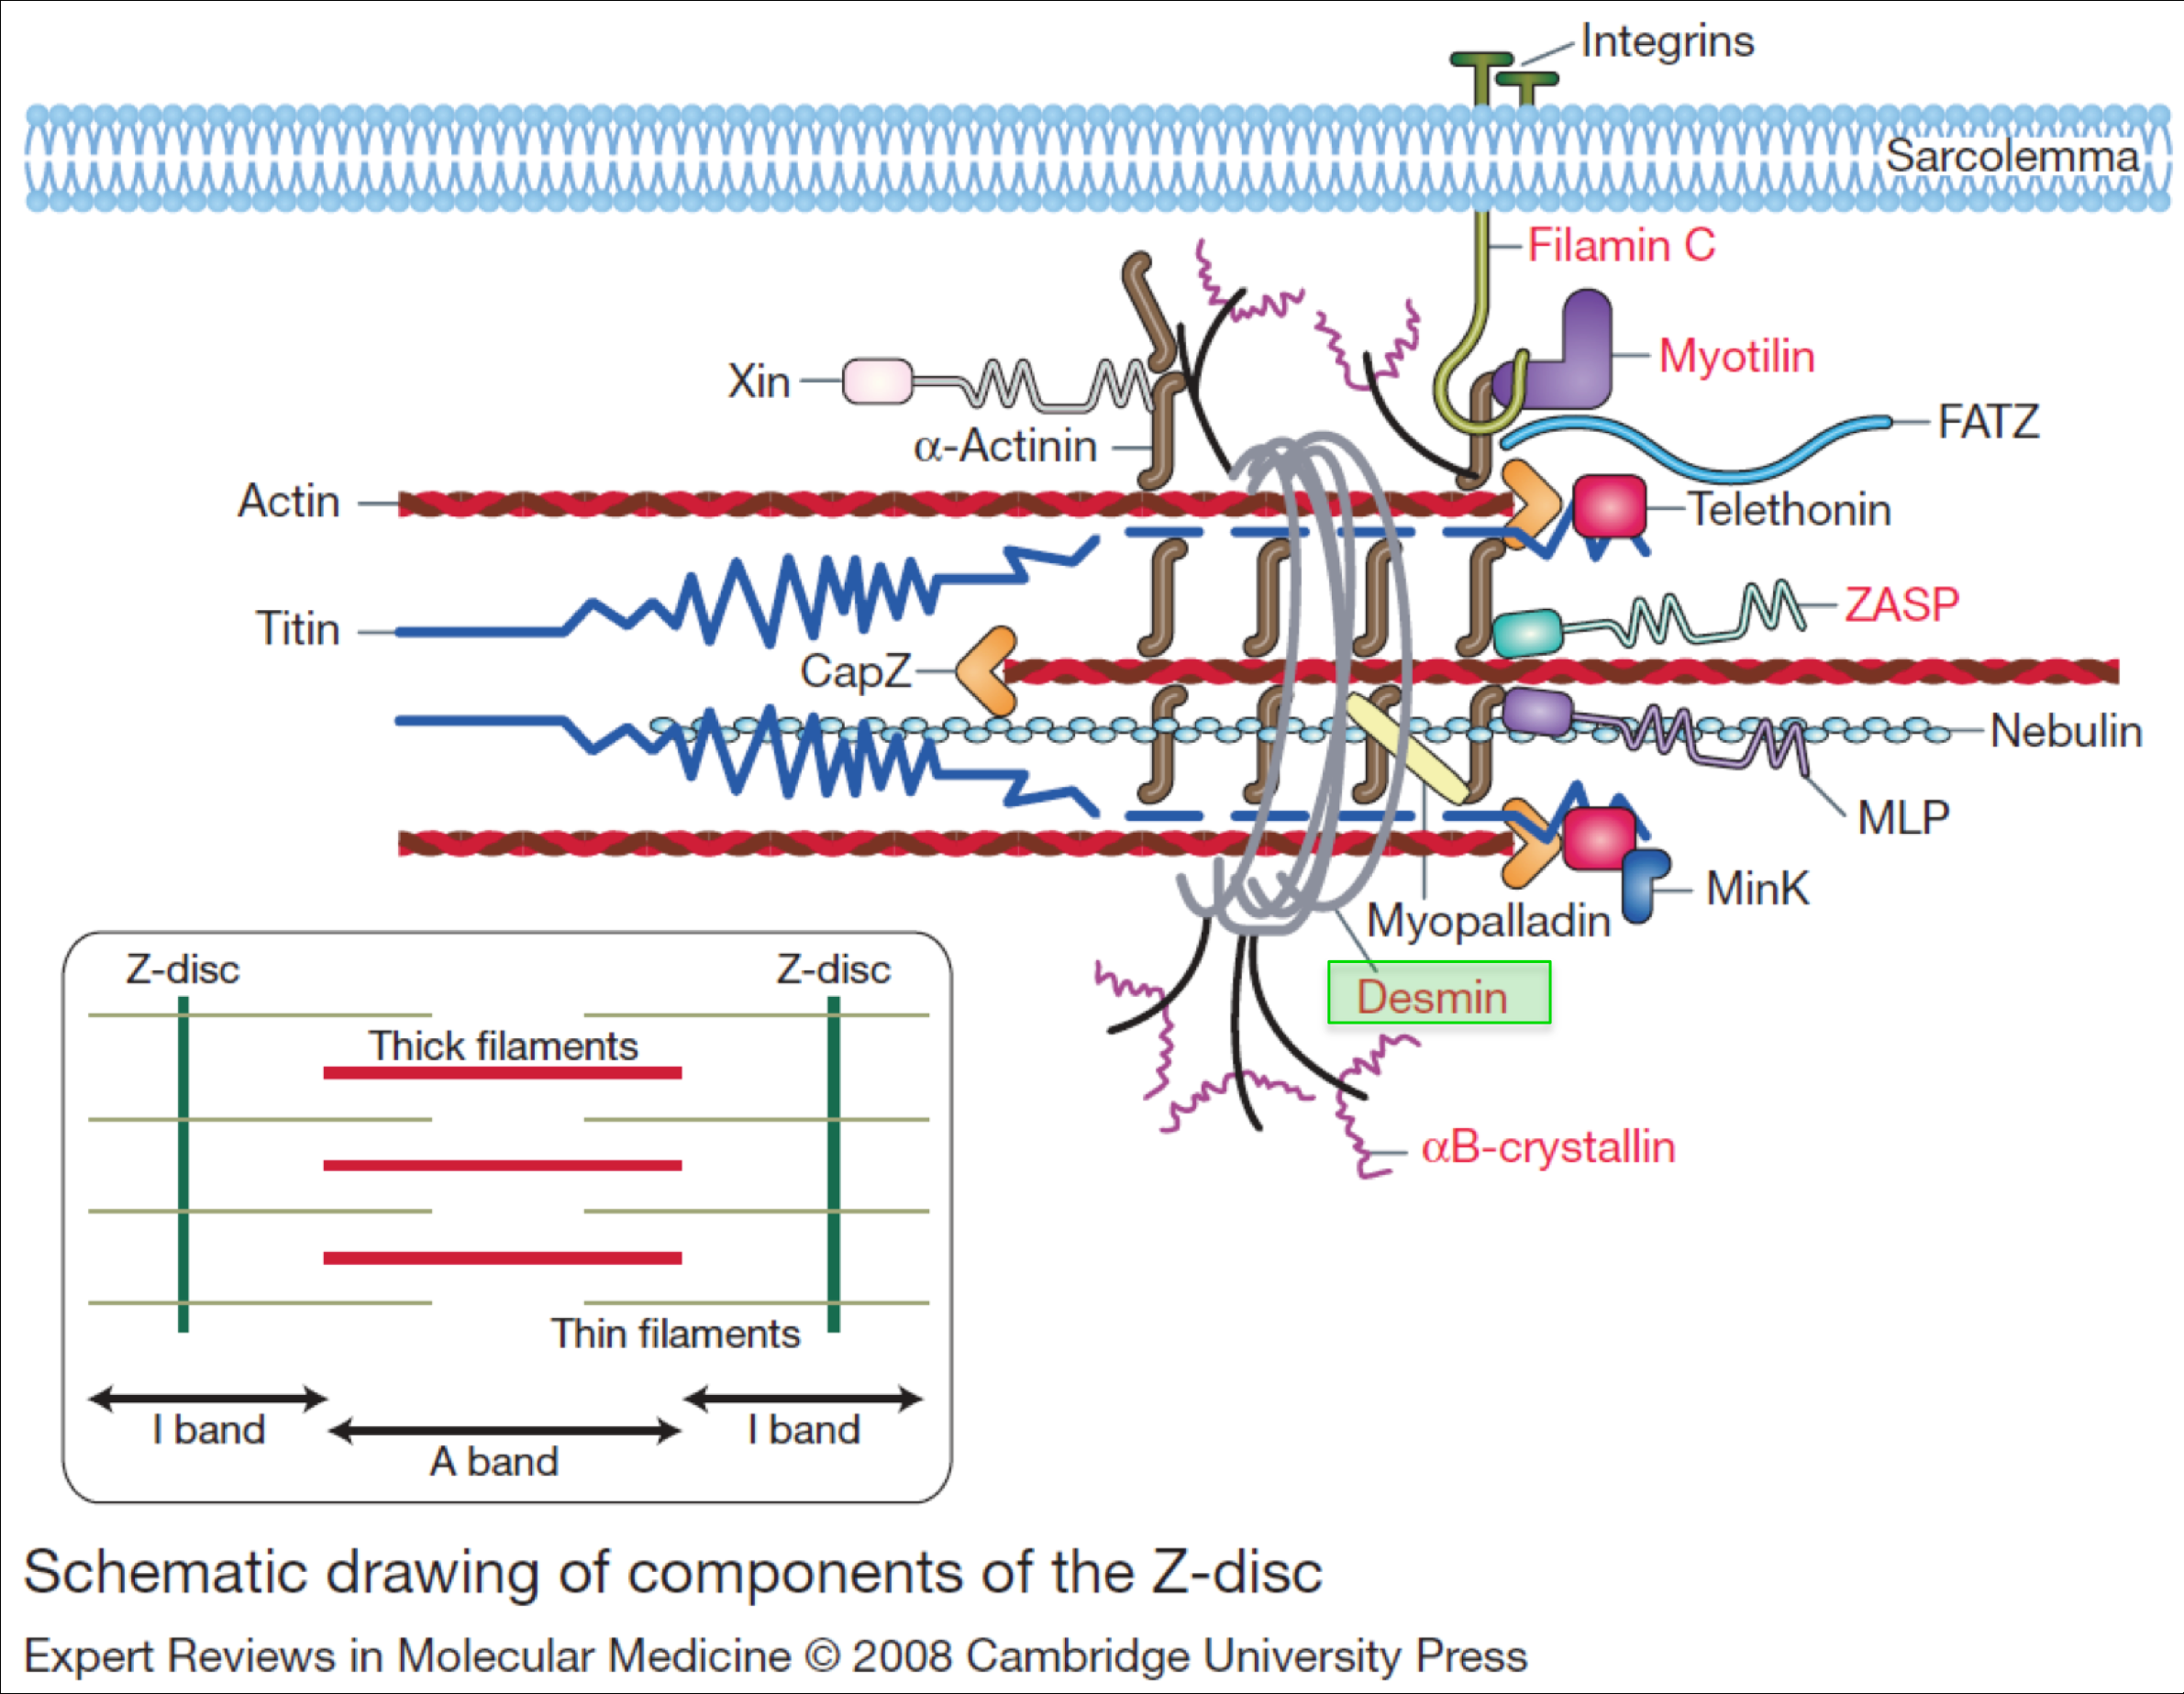 Integrins
Sarcolemma
Filamin C
Myotilin
Xin
FATZ
α-Actinin
Actin
Telethonin
Titin
ZASP
CapZ
Nebulin
MLP
MinK
Myopalladin
Desmin
αB-crystallin
Z-disc
Z-disc
Thick filaments
Thin filaments
I band
I band
A band
Schematic drawing of components of the Z-disc
Expert Reviews in Molecular Medicine © 2008 Cambridge University Press